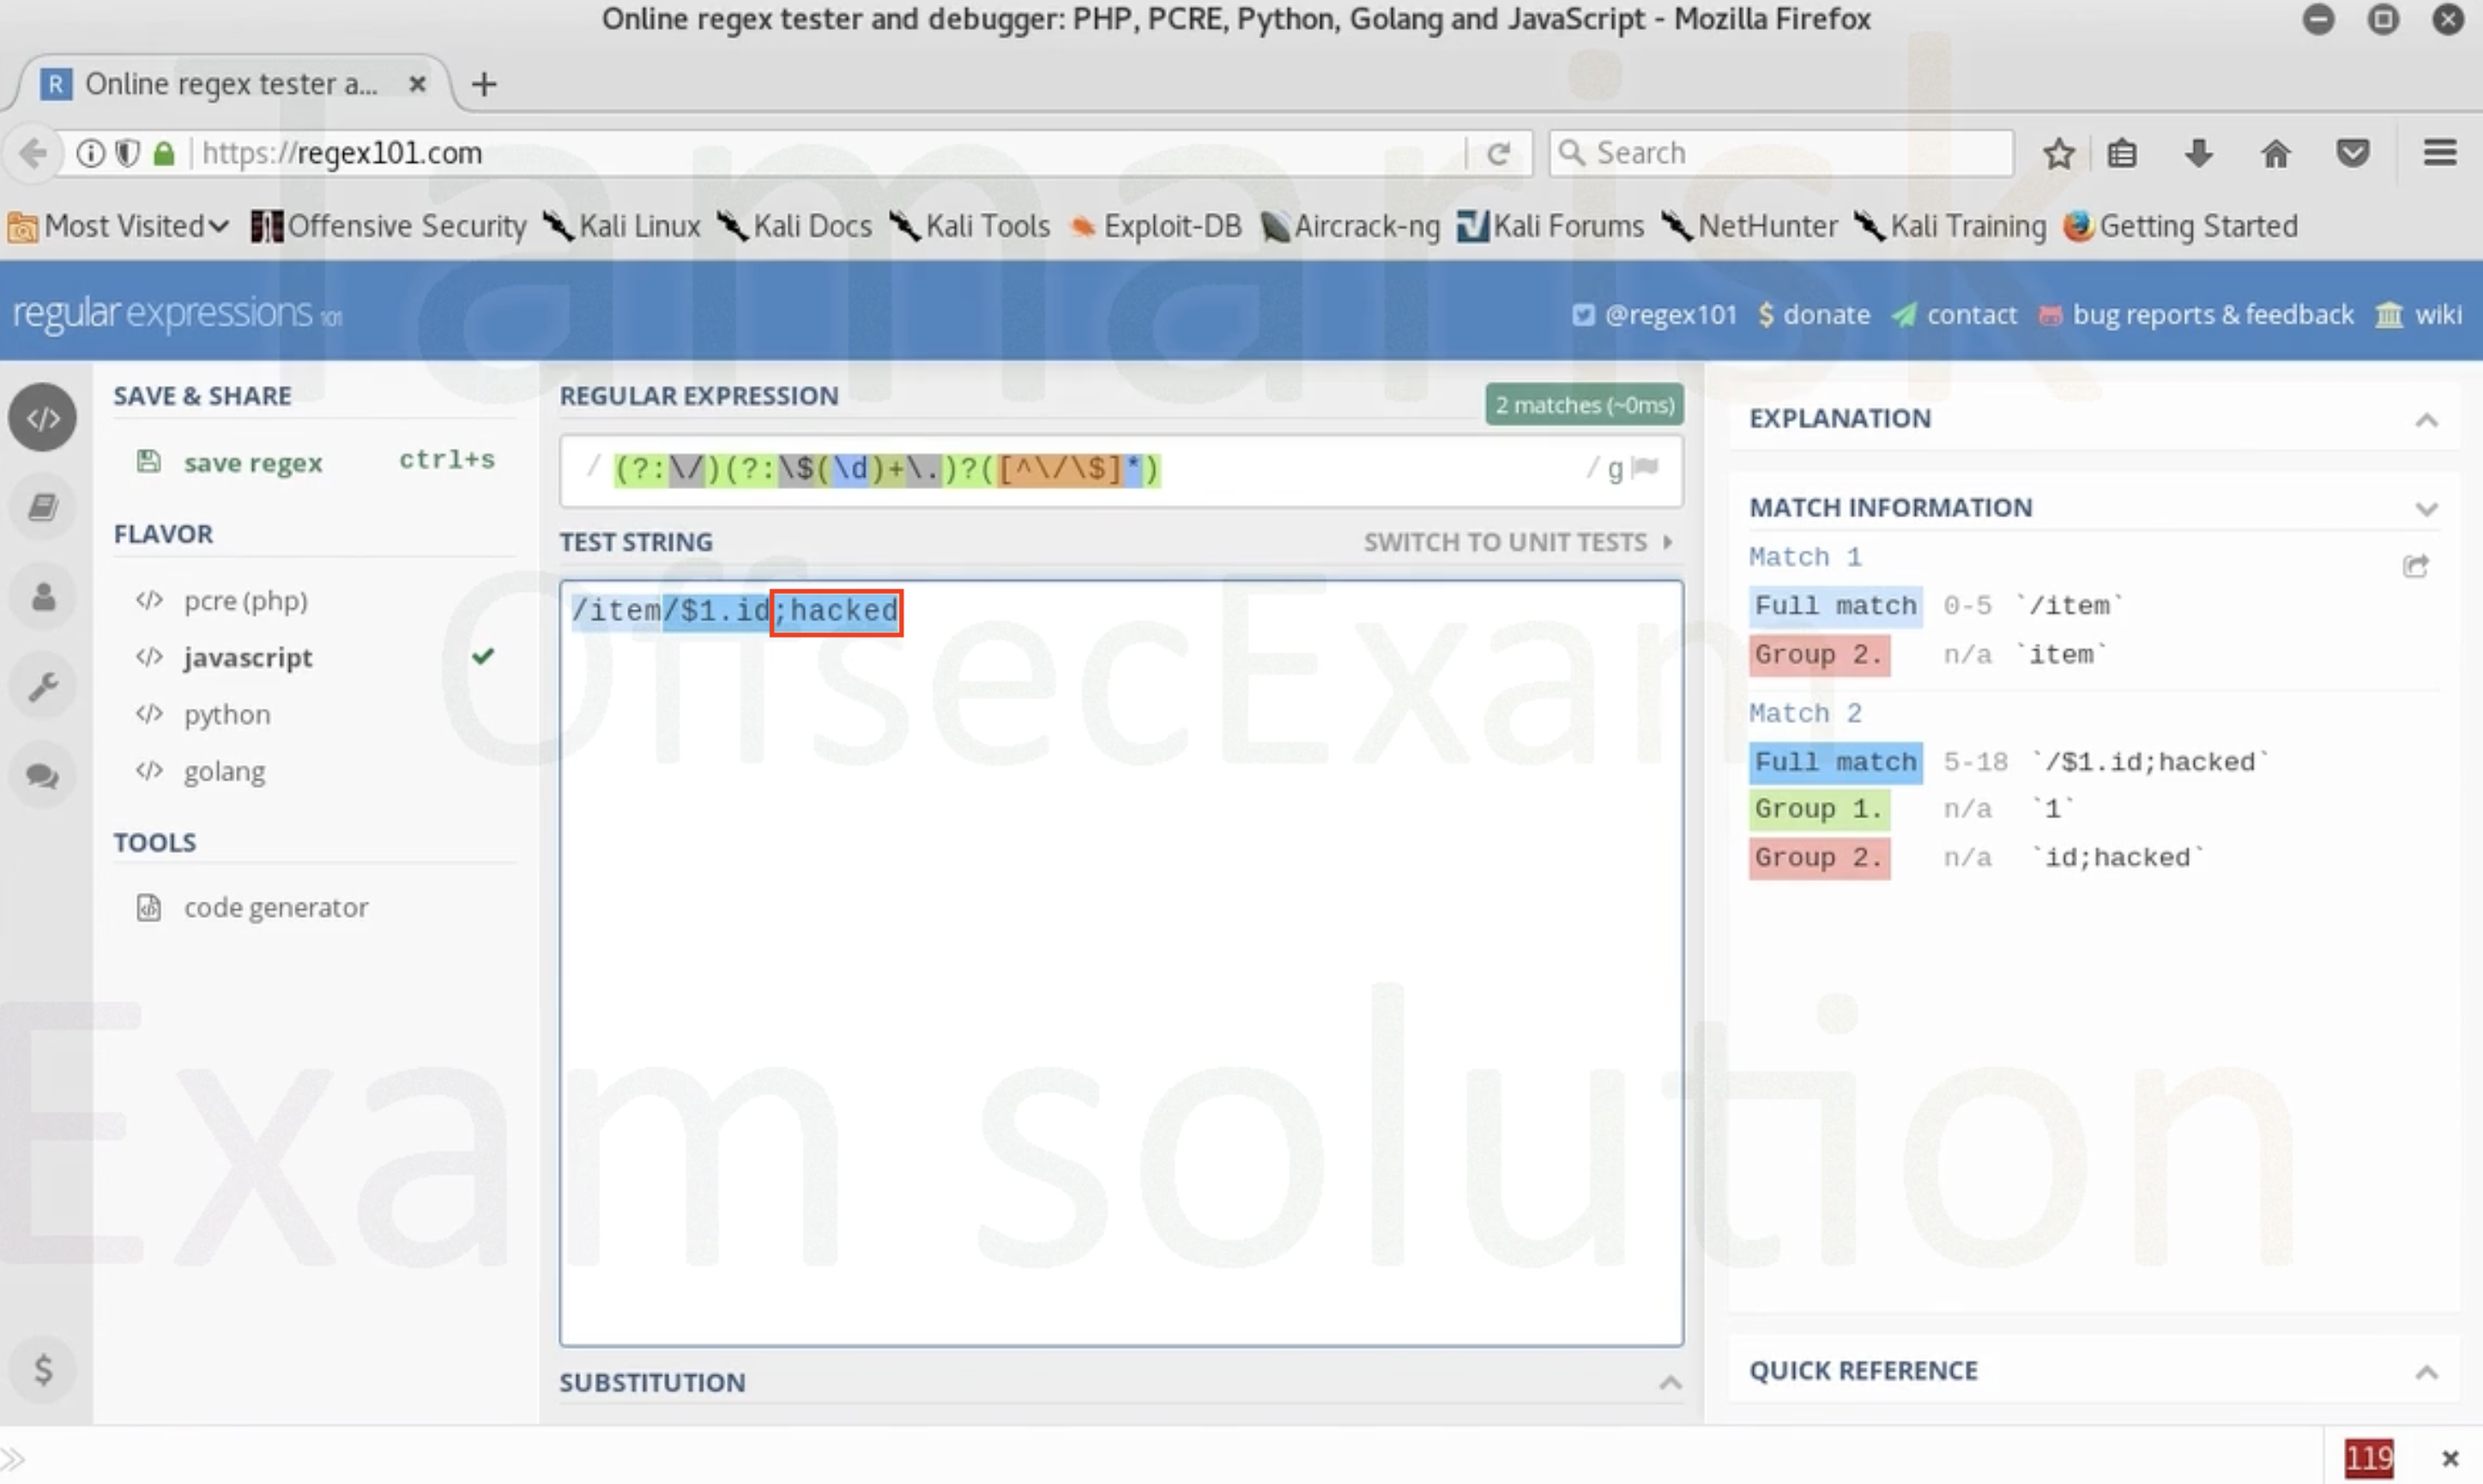 Online regex tester and debugger: PHP, PCRE, Python, Golang and JavaScript - Mozilla Firefox
R Online regex tester a...
https://regex101.com
Search
Most Visited Offensive Security Kali Linux Kali Docs Kali Tools Exploit-DB Aircrack-ng Kali Forums NetHunter Kali Training Getting Started
regular expressions 101
@regex101 $ donate contact bug reports & feedback wiki
SAVE & SHARE
save regex ctrl+s
FLAVOR
</> pcre (php)
</> javascript
</> python
</> golang
TOOLS
code generator
REGULAR EXPRESSION
2 matches (~0ms)
/ (?:\/)(?:\$(\d)+\.)?([^\/\$]*) / g
TEST STRING
SWITCH TO UNIT TESTS
/item/$1.id;hacked
SUBSTITUTION
EXPLANATION
MATCH INFORMATION
Match 1
Full match 0-5 `/item`
Group 2. n/a `item`
Match 2
Full match 5-18 `/$1.id;hacked`
Group 1. n/a `1`
Group 2. n/a `id;hacked`
QUICK REFERENCE
119
Tamarisk
OffsecExam
Exam solution